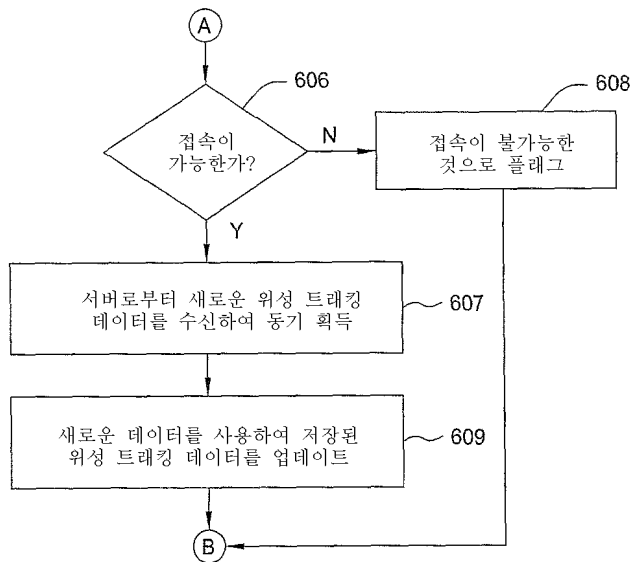 A
606
접속이
가능한가?
N
608
접속이 불가능한
것으로 플래그
Y
서버로부터 새로운 위성 트래킹
데이터를 수신하여 동기 획득
607
새로운 데이터를 사용하여 저장된
위성 트래킹 데이터를 업데이트
609
B